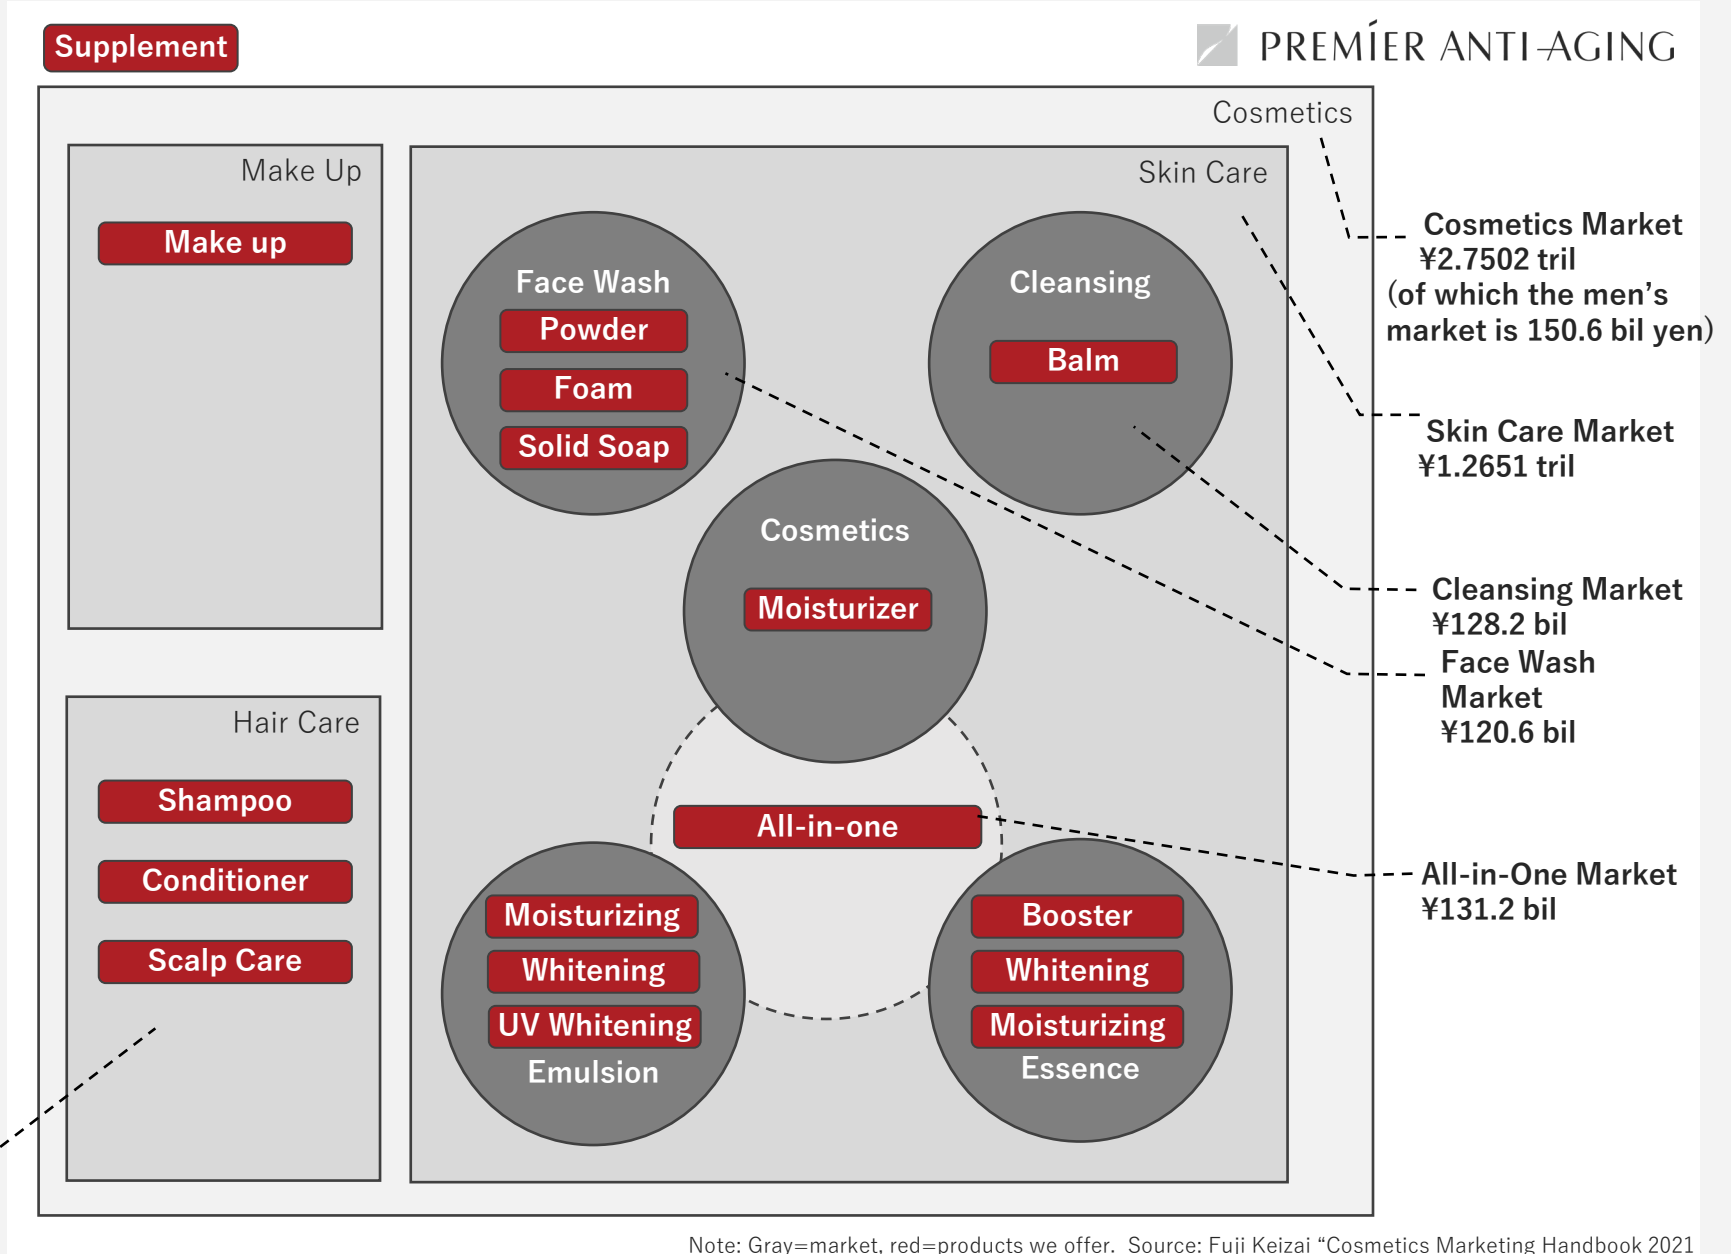 Supplement
PREMIER ANTI-AGING
Cosmetics
Make Up
Make up
Skin Care
Face Wash
Powder
Foam
Solid Soap
Cleansing
Balm
Cosmetics
Moisturizer
All-in-one
Moisturizing
Whitening
UV Whitening
Emulsion
Booster
Whitening
Moisturizing
Essence
Hair Care
Shampoo
Conditioner
Scalp Care
Cosmetics Market
¥2.7502 tril
(of which the men’s
market is 150.6 bil yen)
Skin Care Market
¥1.2651 tril
Cleansing Market
¥128.2 bil
Face Wash
Market
¥120.6 bil
All-in-One Market
¥131.2 bil
Note: Gray=market, red=products we offer. Source: Fuji Keizai “Cosmetics Marketing Handbook 2021